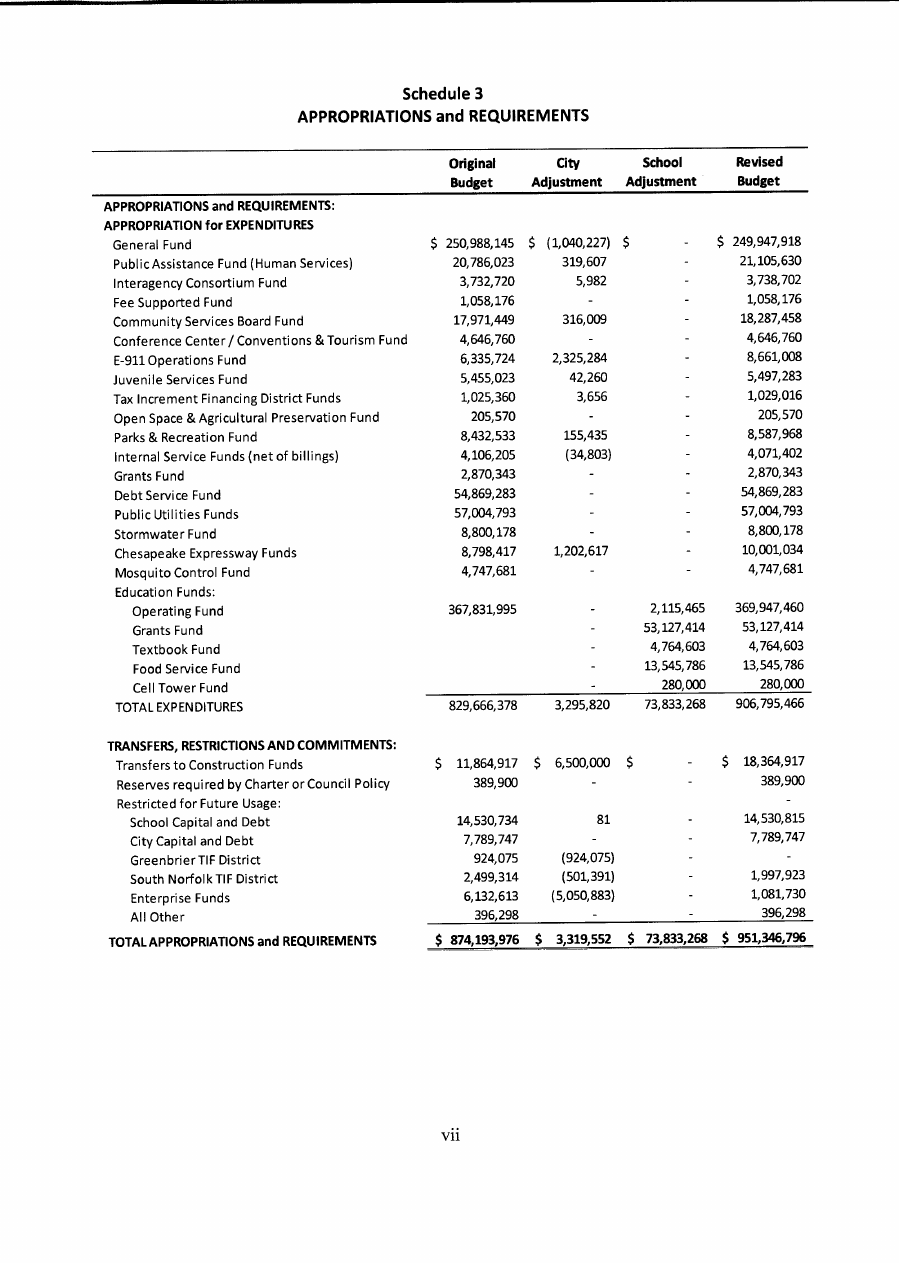 Schedule 3
APPROPRIATIONS and REQUIREMENTS
Original City School Revised
Budget Adjustment Adjustment Budget
APPROPRIATIONS and REQUIREMENTS:
APPROPRIATION for EXPENDITURES
General Fund $ 250,988,145 $ (1,040,227) $ - $ 249,947,918
Public Assistance Fund (Human Services) 20,786,023 319,607 - 21,105,630
Interagency Consortium Fund 3,732,720 5,982 - 3,738,702
Fee Supported Fund 1,058,176 - - 1,058,176
Community Services Board Fund 17,971,449 316,009 - 18,287,458
Conference Center / Conventions & Tourism Fund 4,646,760 - - 4,646,760
E-911 Operations Fund 6,335,724 2,325,284 - 8,661,008
Juvenile Services Fund 5,455,023 42,260 - 5,497,283
Tax Increment Financing District Funds 1,025,360 3,656 - 1,029,016
Open Space & Agricultural Preservation Fund 205,570 - - 205,570
Parks & Recreation Fund 8,432,533 155,435 - 8,587,968
Internal Service Funds (net of billings) 4,106,205 (34,803) - 4,071,402
Grants Fund 2,870,343 - - 2,870,343
Debt Service Fund 54,869,283 - - 54,869,283
Public Utilities Funds 57,004,793 - - 57,004,793
Stormwater Fund 8,800,178 - - 8,800,178
Chesapeake Expressway Funds 8,798,417 1,202,617 - 10,001,034
Mosquito Control Fund 4,747,681 - - 4,747,681
Education Funds:
Operating Fund 367,831,995 - 2,115,465 369,947,460
Grants Fund - 53,127,414 53,127,414
Textbook Fund - 4,764,603 4,764,603
Food Service Fund - 13,545,786 13,545,786
Cell Tower Fund - 280,000 280,000
TOTAL EXPENDITURES 829,666,378 3,295,820 73,833,268 906,795,466
TRANSFERS, RESTRICTIONS AND COMMITMENTS:
Transfers to Construction Funds $ 11,864,917 $ 6,500,000 $ - $ 18,364,917
Reserves required by Charter or Council Policy 389,900 - - 389,900
Restricted for Future Usage: -
School Capital and Debt 14,530,734 81 - 14,530,815
City Capital and Debt 7,789,747 - - 7,789,747
Greenbrier TIF District 924,075 (924,075) - -
South Norfolk TIF District 2,499,314 (501,391) - 1,997,923
Enterprise Funds 6,132,613 (5,050,883) - 1,081,730
All Other 396,298 - - 396,298
TOTAL APPROPRIATIONS and REQUIREMENTS $ 874,193,976 $ 3,319,552 $ 73,833,268 $ 951,346,796
vii